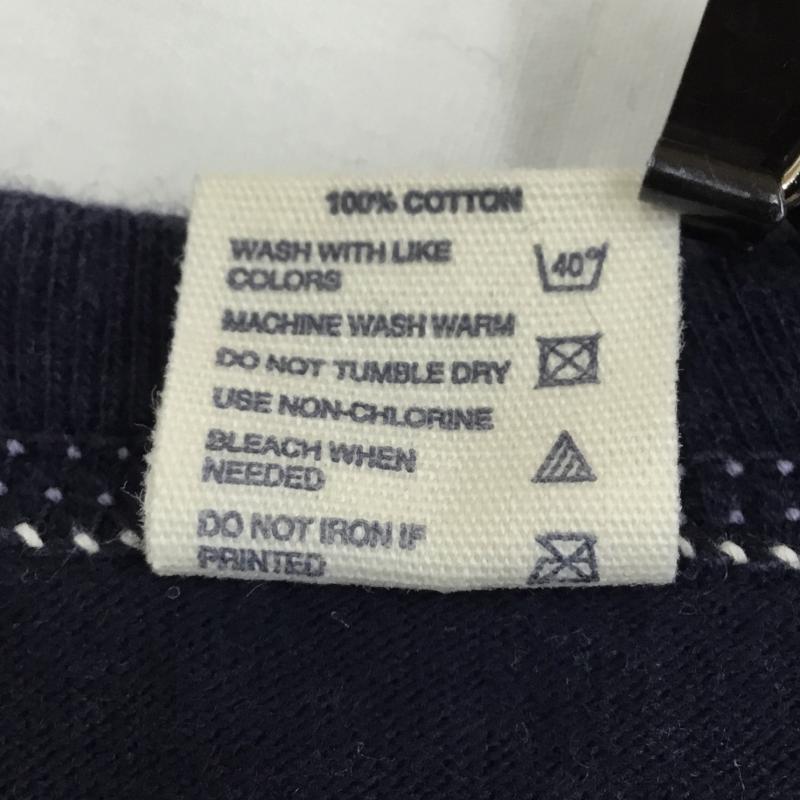 100% COTTON
WASH WITH LIKE
COLORS
40°
MACHINE WASH WARM
DO NOT TUMBLE DRY
USE NON-CHLORINE
BLEACH WHEN
NEEDED
DO NOT IRON IF
PRINTED